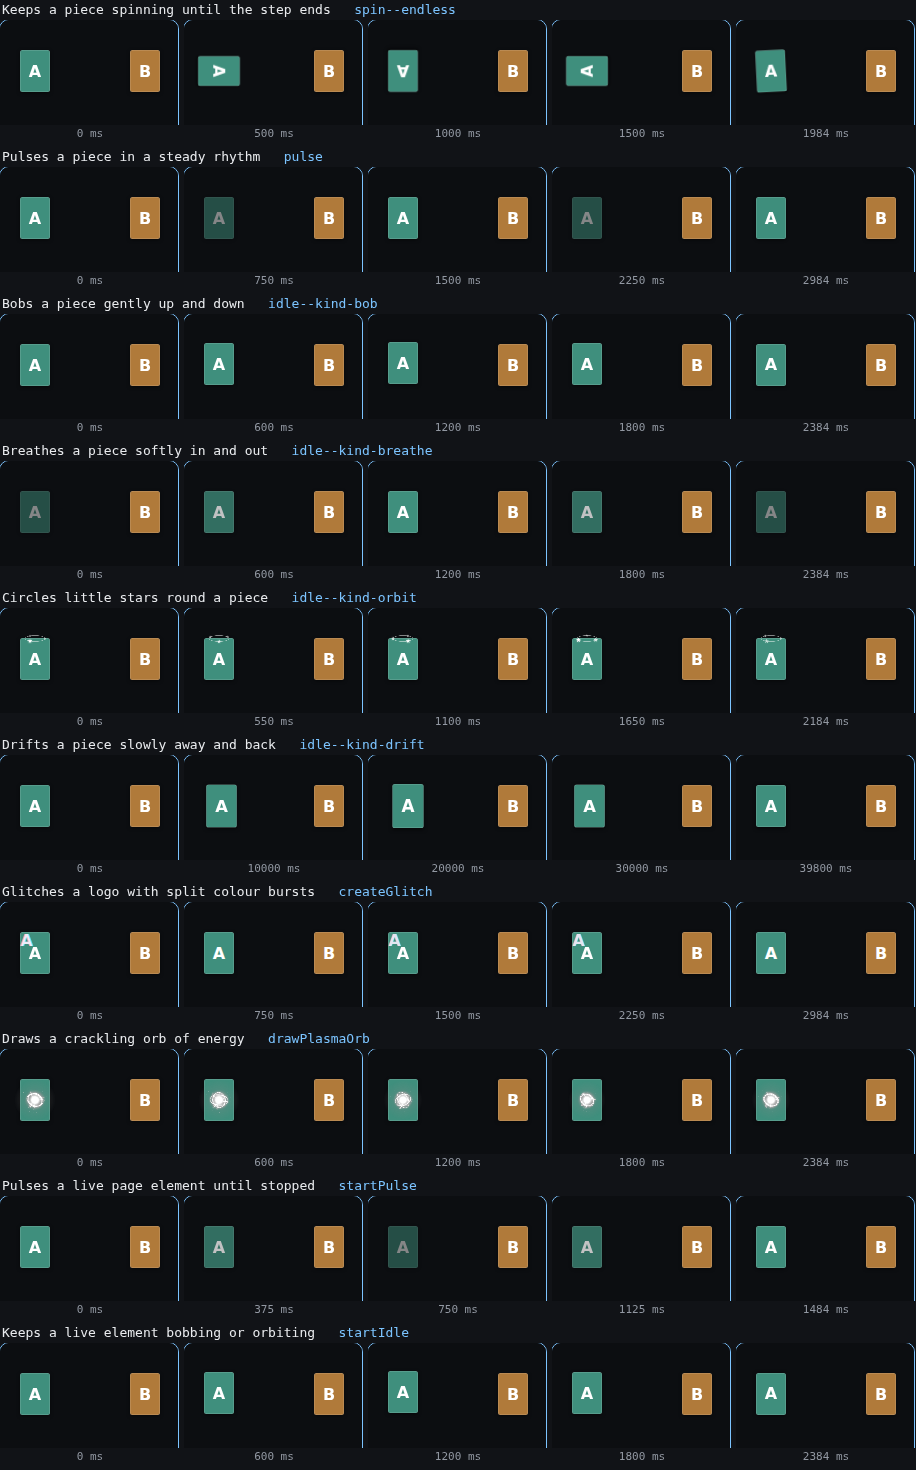 Keeps a piece spinning until the step ends spin--endless
A B A B A B A B A B
0 ms 500 ms 1000 ms 1500 ms 1984 ms
Pulses a piece in a steady rhythm pulse
A B A B A B A B A B
0 ms 750 ms 1500 ms 2250 ms 2984 ms
Bobs a piece gently up and down idle--kind-bob
A B A B A B A B A B
0 ms 600 ms 1200 ms 1800 ms 2384 ms
Breathes a piece softly in and out idle--kind-breathe
A B A B A B A B A B
0 ms 600 ms 1200 ms 1800 ms 2384 ms
Circles little stars round a piece idle--kind-orbit
A B A B A B A B A B
0 ms 550 ms 1100 ms 1650 ms 2184 ms
Drifts a piece slowly away and back idle--kind-drift
A B A B A B A B A B
0 ms 10000 ms 20000 ms 30000 ms 39800 ms
Glitches a logo with split colour bursts createGlitch
A A B A B A A B A A B A B
0 ms 750 ms 1500 ms 2250 ms 2984 ms
Draws a crackling orb of energy drawPlasmaOrb
B B B B B
0 ms 600 ms 1200 ms 1800 ms 2384 ms
Pulses a live page element until stopped startPulse
A B A B A B A B A B
0 ms 375 ms 750 ms 1125 ms 1484 ms
Keeps a live element bobbing or orbiting startIdle
A B A B A B A B A B
0 ms 600 ms 1200 ms 1800 ms 2384 ms